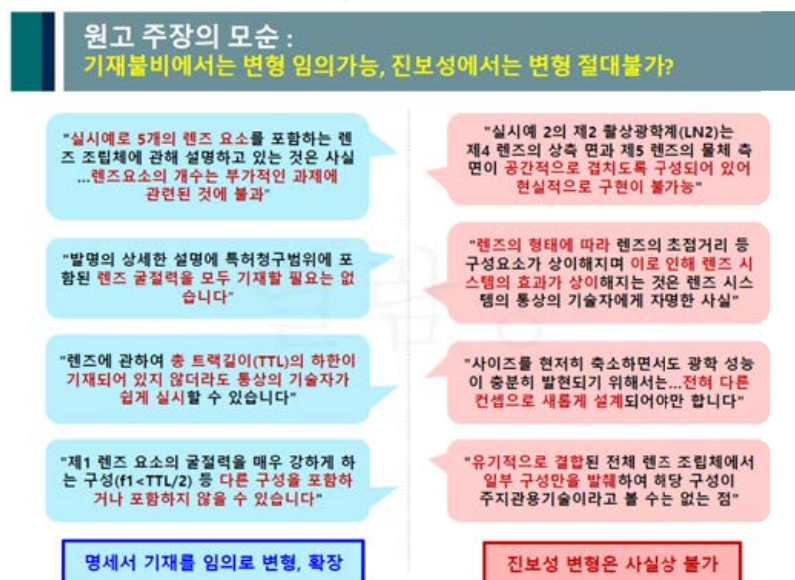 원고 주장의 모순 :
기재불비에서는 변형 임의가능, 진보성에서는 변형 절대불가?
"실시예로 5개의 렌즈 요소를 포함하는 렌
즈 조립체에 관해 설명하고 있는 것은 사실
...렌즈요소의 개수는 부가적인 과제에
관련된 것에 불과"
"발명의 상세한 설명에 특허청구범위에 포
함된 렌즈 굴절력을 모두 기재할 필요는 없
습니다"
"렌즈에 관하여 총 트랙길이(TTL)의 하한이
기재되어 있지 않더라도 통상의 기술자가
쉽게 실시할 수 있습니다"
"제1 렌즈 요소의 굴절력을 매우 강하게 하
는 구성(f1<TTL/2) 등 다른 구성을 포함하
거나 포함하지 않을 수 있습니다"
명세서 기재를 임의로 변형, 확장
"실시예 2의 제2 촬상광학계(LN2)는
제4 렌즈의 상측 면과 제5 렌즈의 물체 측
면이 공간적으로 겹치도록 구성되어 있어
현실적으로 구현이 불가능"
"렌즈의 형태에 따라 렌즈의 초점거리 등
구성요소가 상이해지며 이로 인해 렌즈 시
스템의 효과가 상이해지는 것은 렌즈 시스
템의 통상의 기술자에게 자명한 사실"
"사이즈를 현저히 축소하면서도 광학 성능
이 충분히 발현되기 위해서는...전혀 다른
컨셉으로 새롭게 설계되어야만 합니다"
"유기적으로 결합된 전체 렌즈 조립체에서
일부 구성만을 발췌하여 해당 구성이
주지관용기술이라고 볼 수는 없는 점"
진보성 변형은 사실상 불가